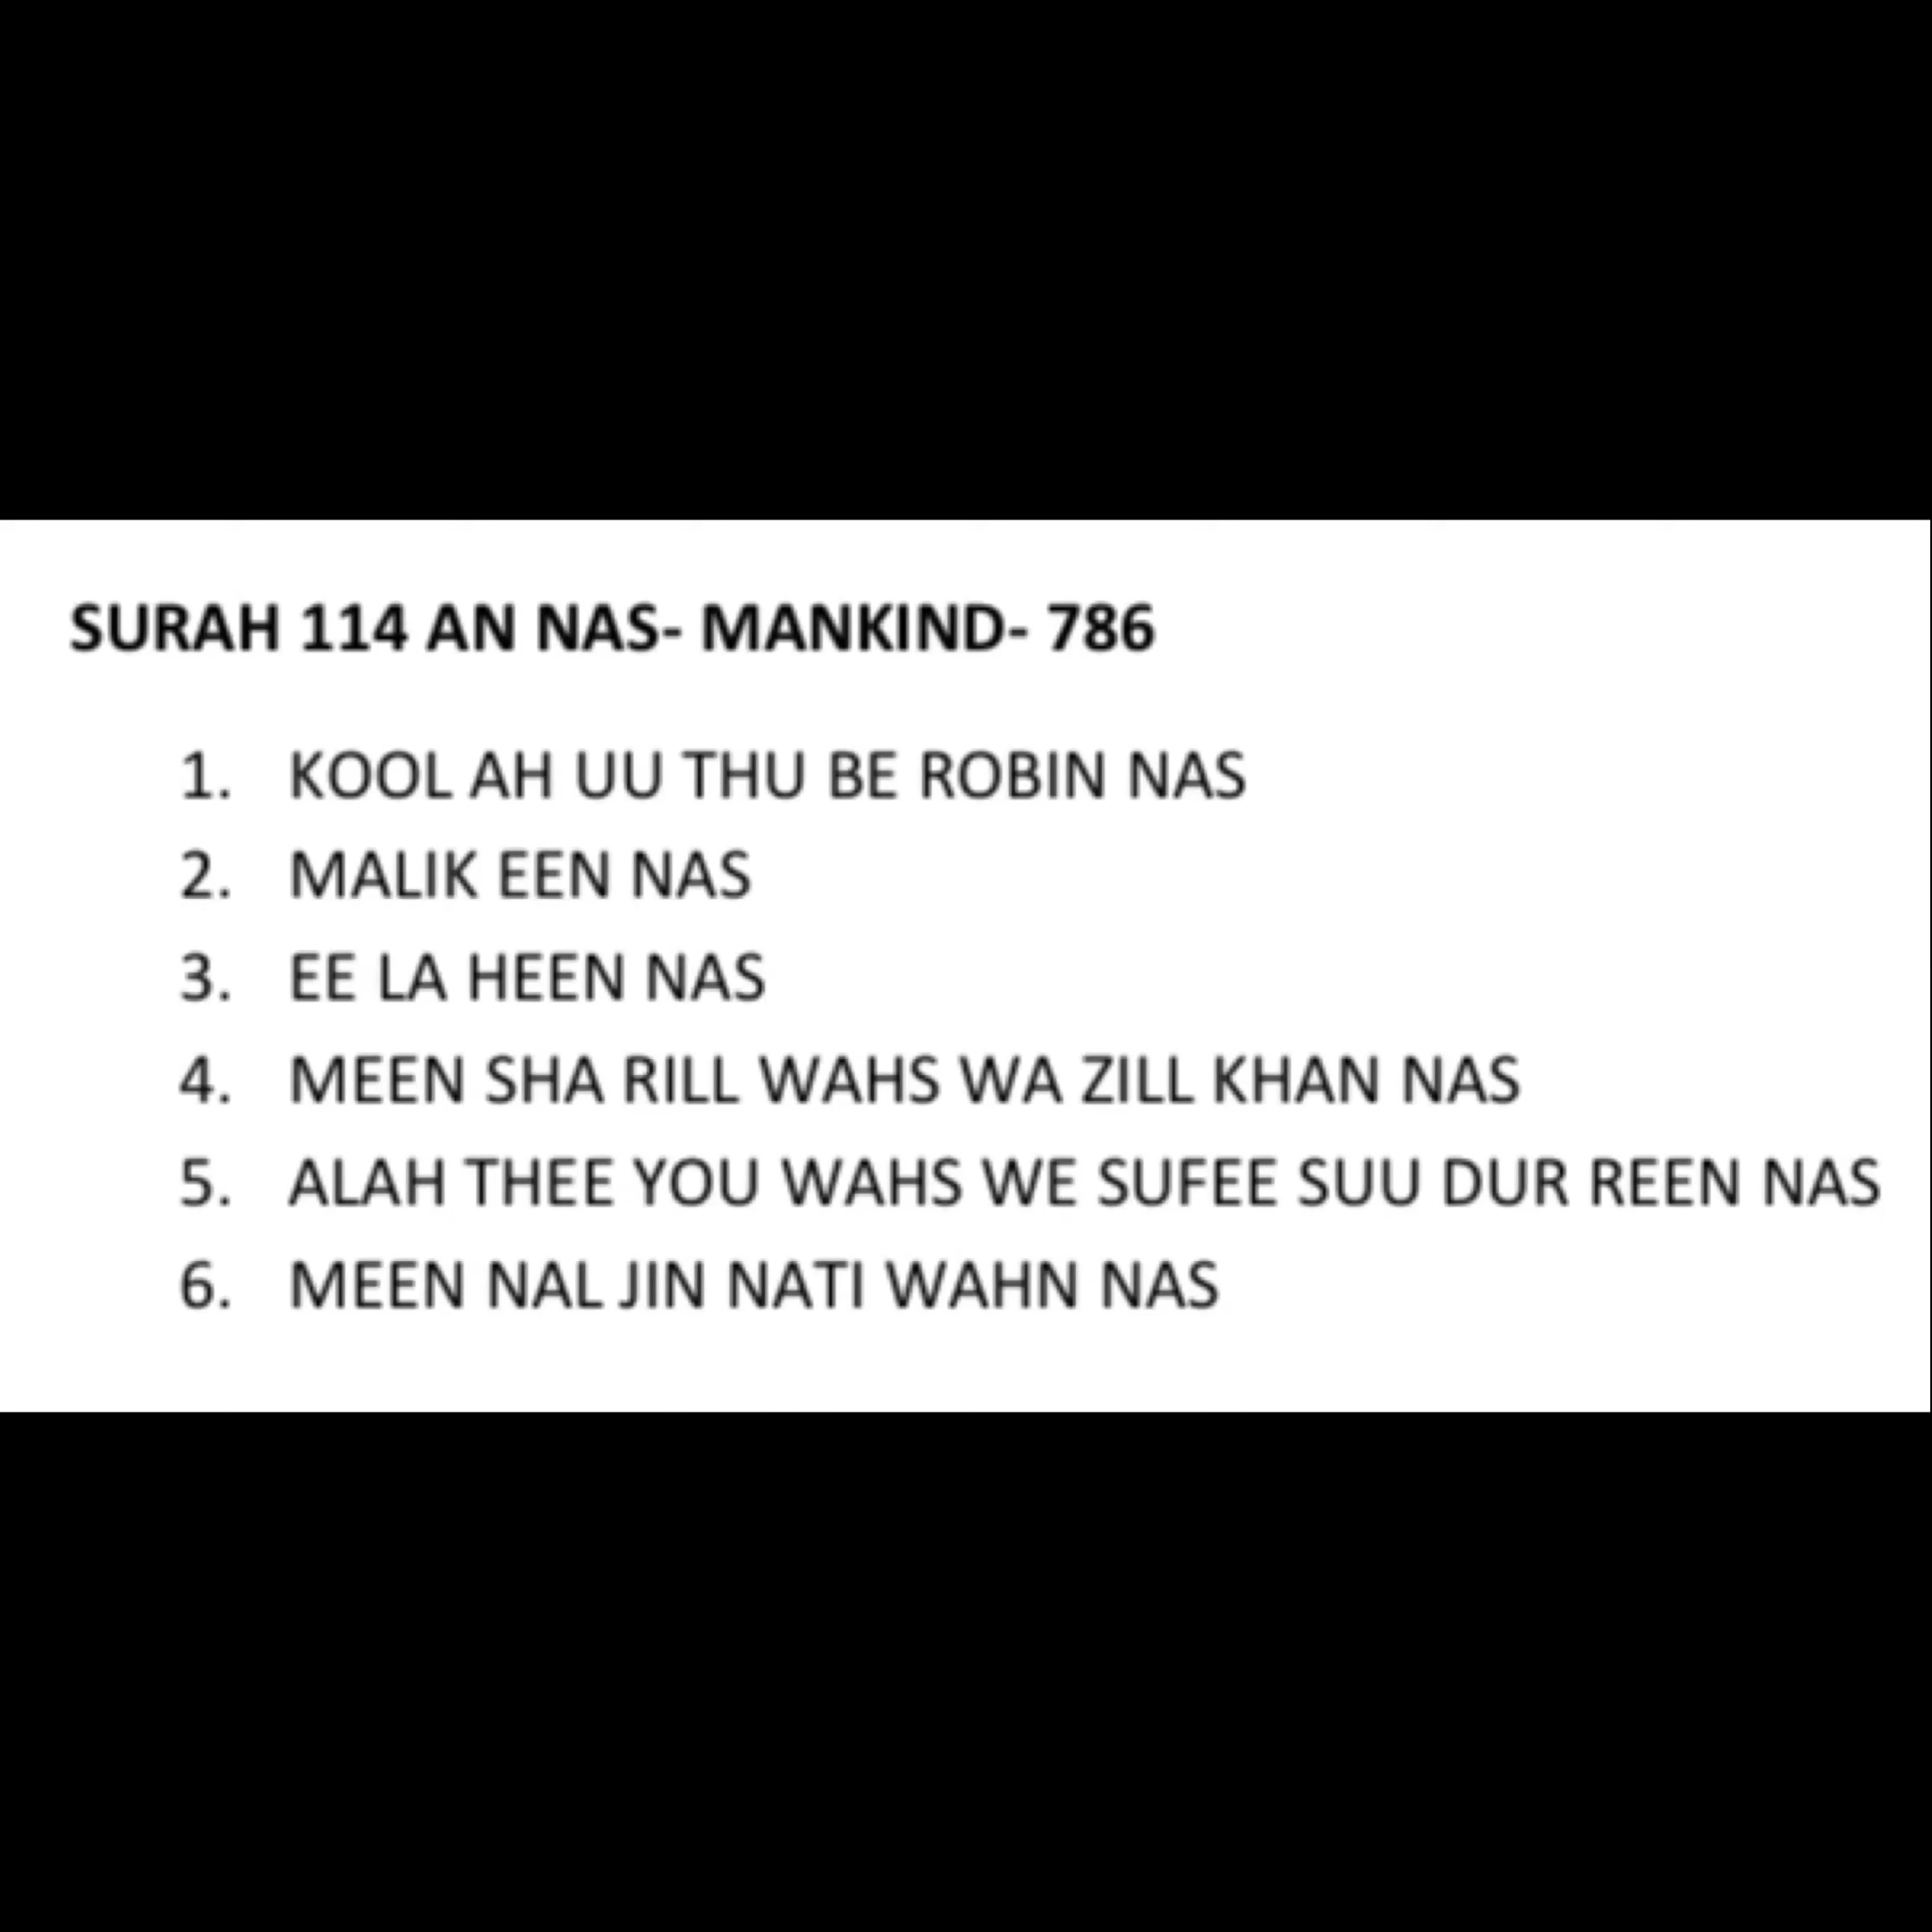 SURAH 114 AN NAS- MANKIND- 786
1. KOOL AH UU THU BE ROBIN NAS
2. MALIK EEN NAS
3. EE LA HEEN NAS
4. MEEN SHA RILL WAHS WA ZILL KHAN NAS
5. ALAH THEE YOU WAHS WE SUFEE SUU DUR REEN NAS
6. MEEN NAL JIN NATI WAHN NAS